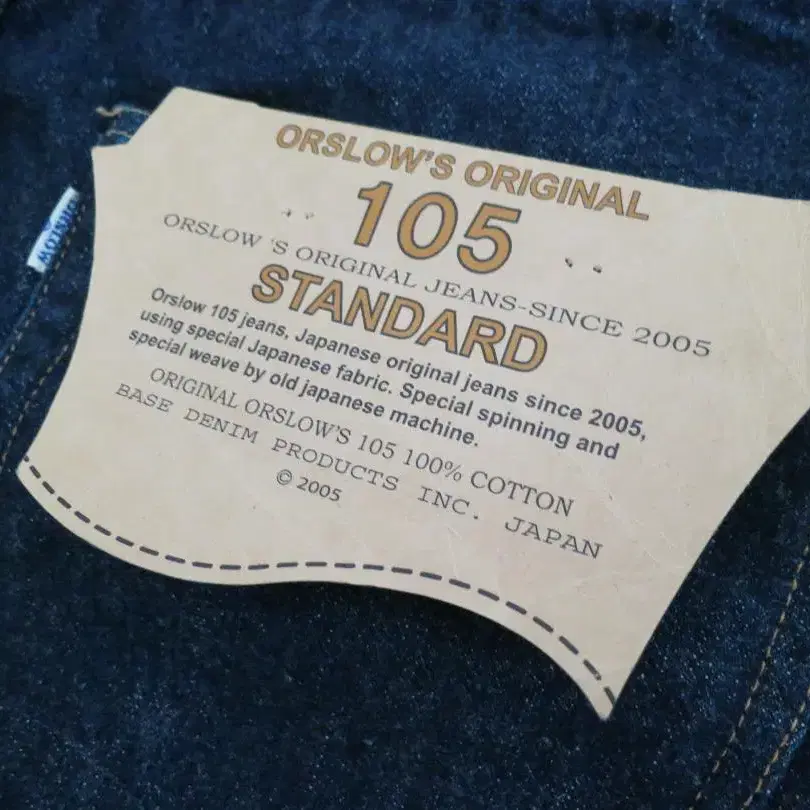 ORSLOW'S ORIGINAL
105
ORSLOW 'S ORIGINAL JEANS-SINCE 2005
STANDARD
Orslow 105 jeans, Japanese original jeans since 2005,
using special Japanese fabric. Special spinning and
special weave by old japanese machine.
ORIGINAL ORSLOW'S 105 100% COTTON
BASE DENIM PRODUCTS INC. JAPAN
© 2005
ORSLOW